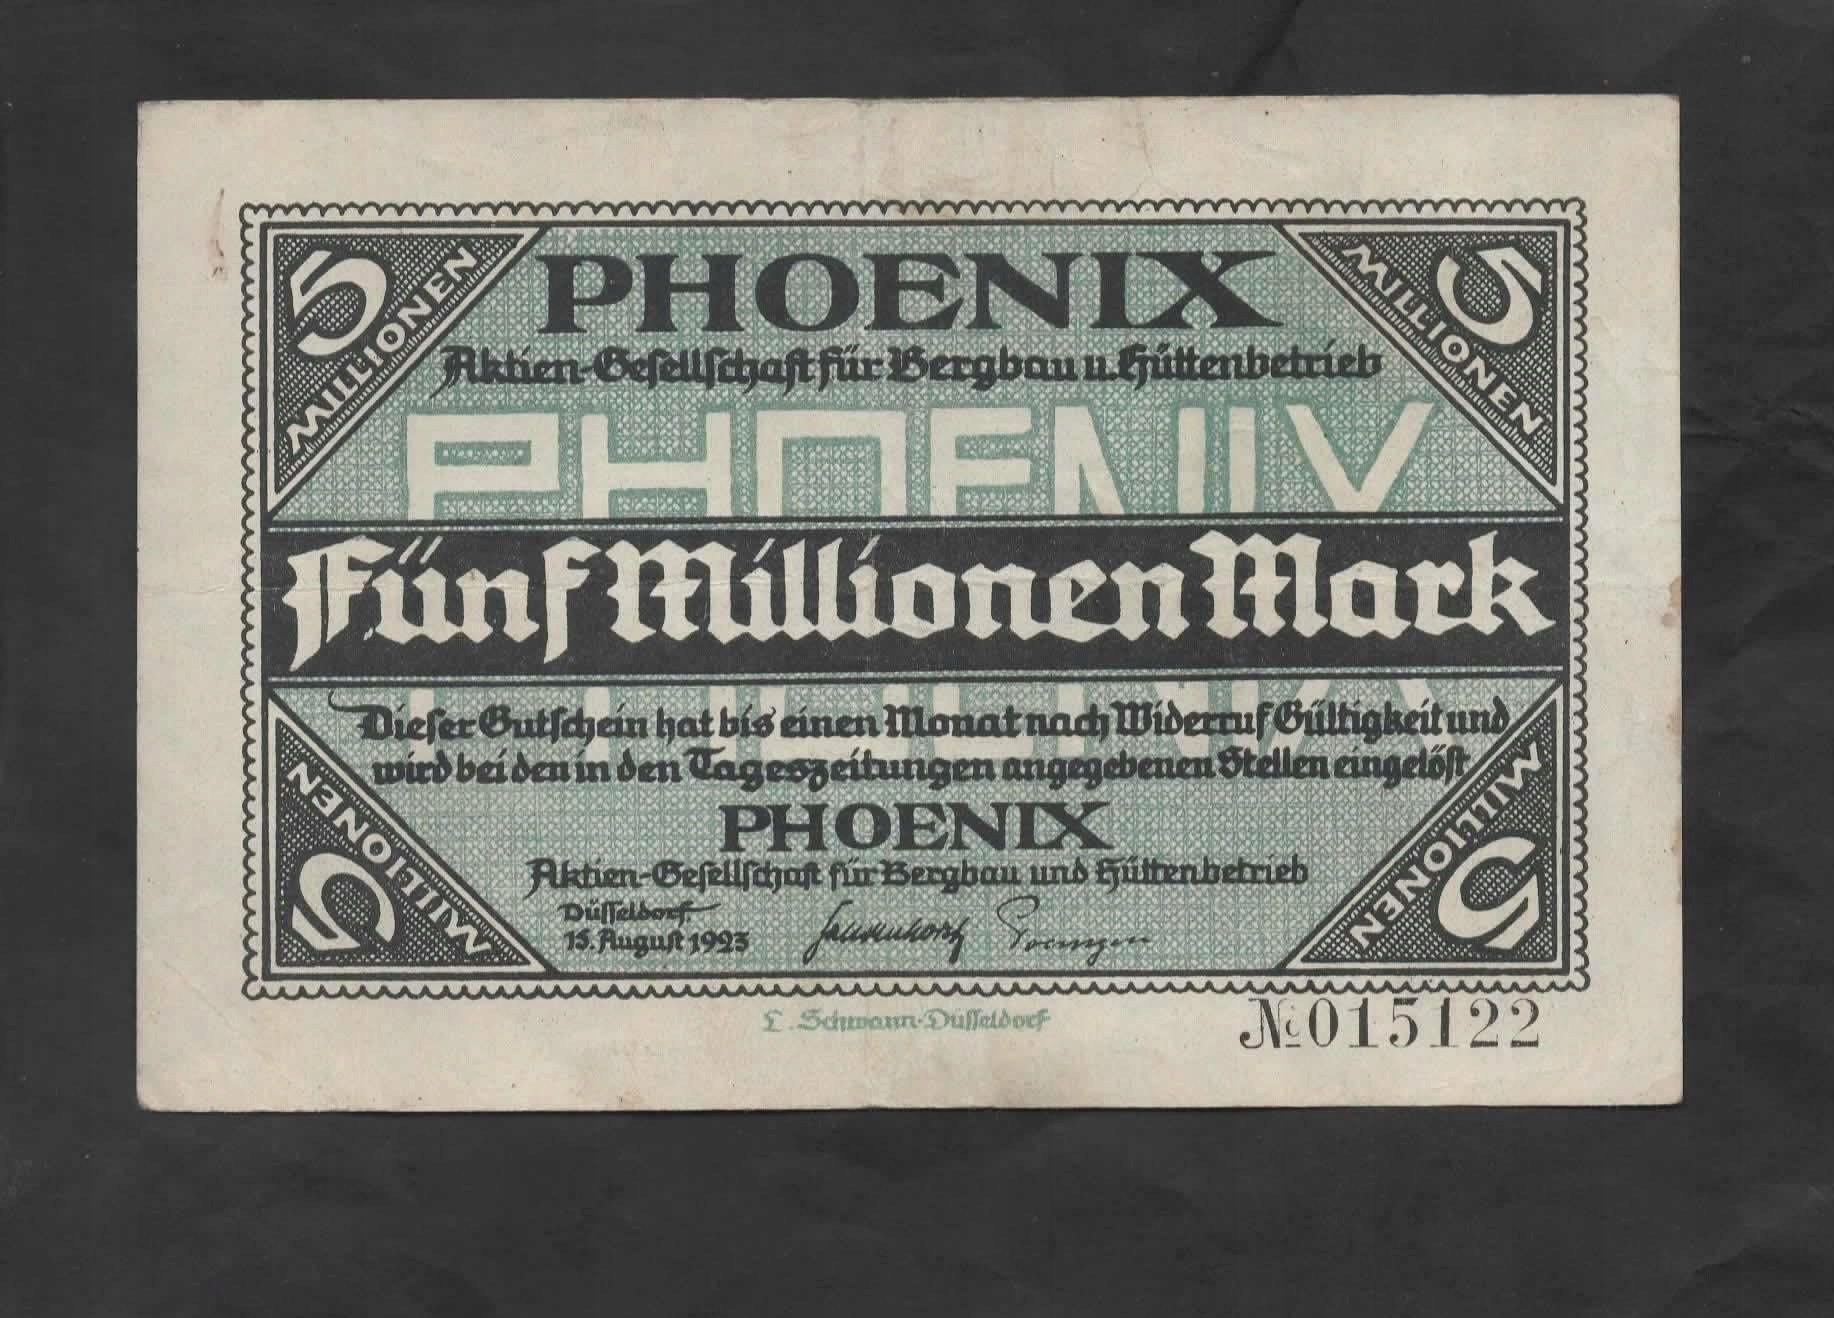 5 MILLIONEN
5 MILLIONEN
PHOENIX
Aktien-Gesellschaft für Bergbau u. Hüttenbetrieb
PHOENIX
Fünf Millionen Mark
Dieser Gutschein hat bis einen Monat nach Widerruf Gültigkeit und
wird bei den in den Tageszeitungen angegebenen Stellen eingelöst
PHOENIX
Aktien-Gesellschaft für Bergbau und Hüttenbetrieb
Düsseldorf.
15. August 1923
5 MILLIONEN
5 MILLIONEN
L. Schwann-Düsseldorf
№ 015122